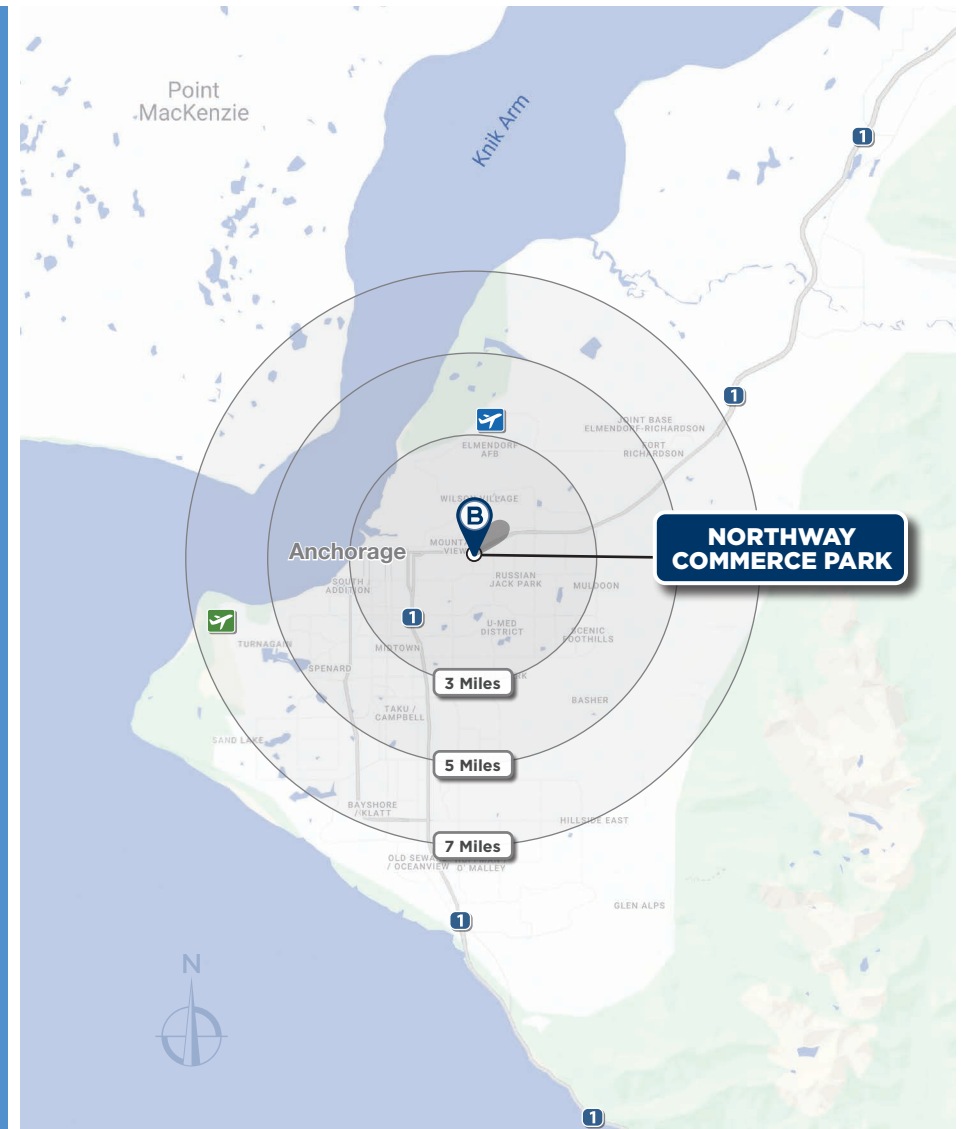 Point
MacKenzie
Knik Arm
1
1
JOINT BASE
ELMENDORF-RICHARDSON
FORT
RICHARDSON
ELMENDORF
AFB
WILSON VILLAGE
B
MOUNTAIN
VIEW
Anchorage
NORTHWAY
COMMERCE PARK
RUSSIAN
JACK PARK
MULDOON
SOUTH
ADDITION
1
U-MED
DISTRICT
SCENIC
FOOTHILLS
TURNAGAIN
MIDTOWN
SPENARD
3 Miles
BASHER
TAKU /
CAMPBELL
SAND LAKE
5 Miles
BAYSHORE
/ KLATT
HILLSIDE EAST
7 Miles
OLD SEWA
/ OCEANVIEW
O' MALLEY
GLEN ALPS
1
N
1